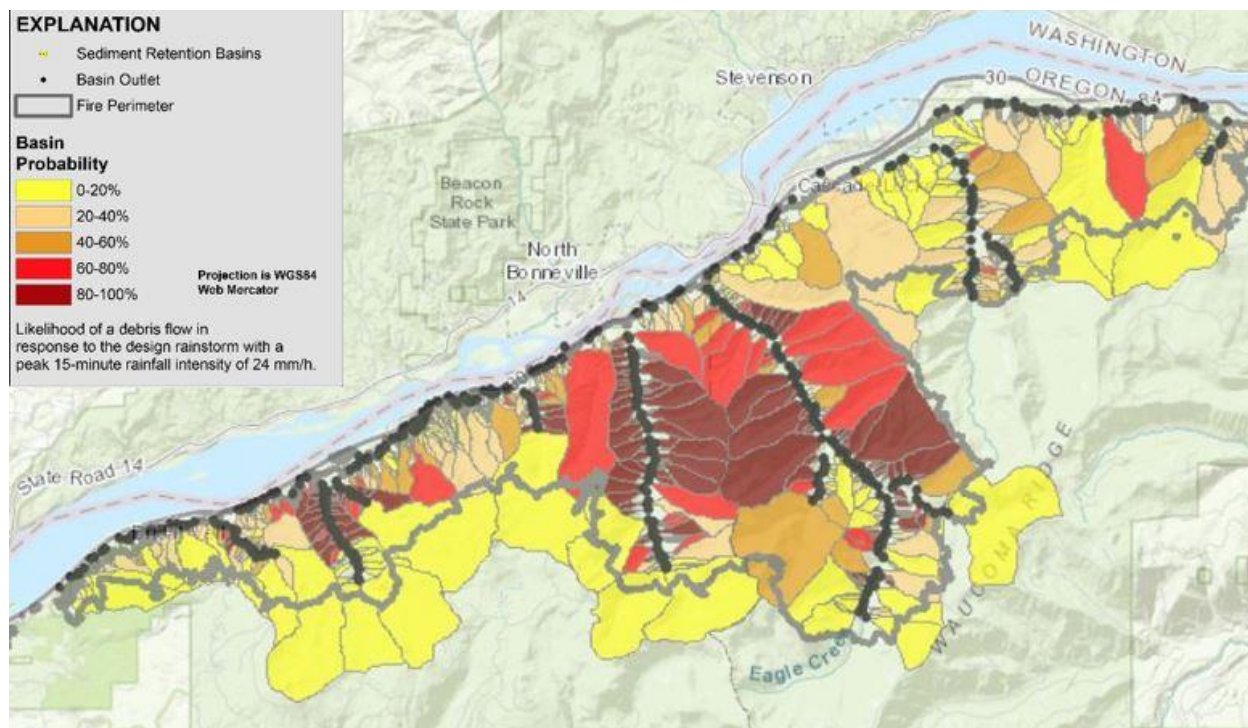 EXPLANATION
Sediment Retention Basins
Basin Outlet
Fire Perimeter
Basin
Probability
0-20%
20-40%
40-60%
60-80%
80-100%
Projection is WGS84
Web Mercator
Likelihood of a debris flow in
response to the design rainstorm with a
peak 15-minute rainfall intensity of 24 mm/h.
WASHINGTON
Stevenson
30
OREGON
84
Beacon
Rock
State Park
North
Bonneville
14
State Road 14
WAUCOMA RIDGE
Eagle Creek